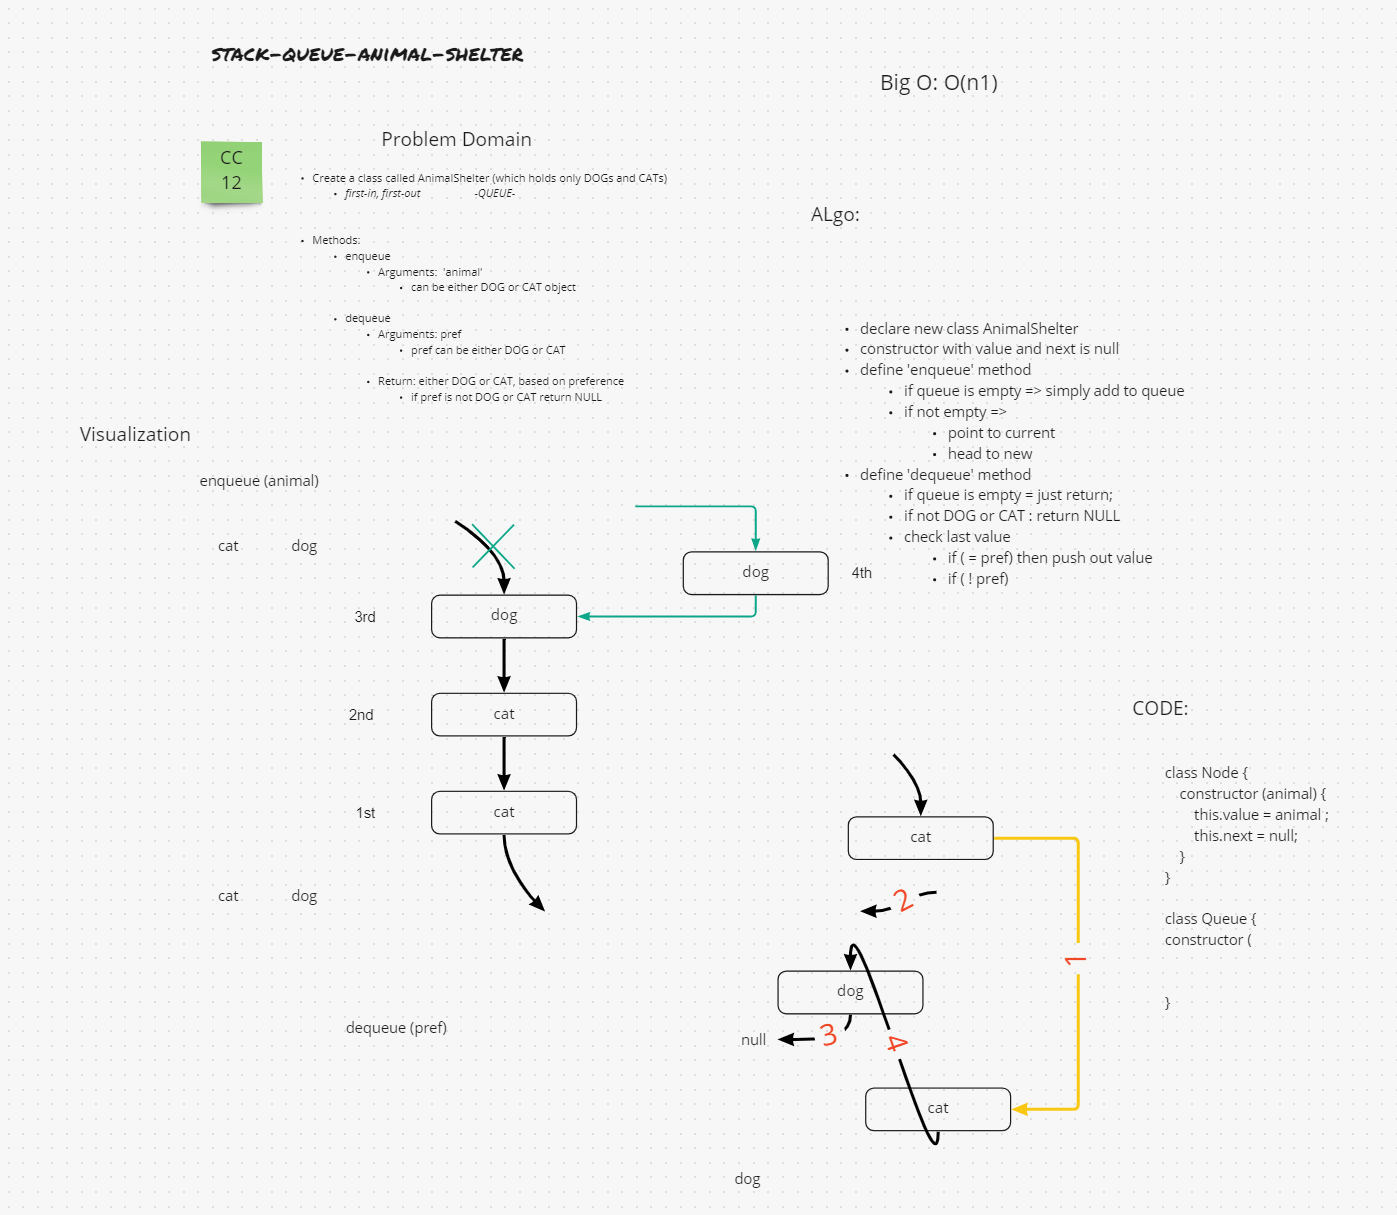 STACK-QUEUE-ANIMAL-SHELTER
Big O: O(n1)
CC
12
Problem Domain
• Create a class called AnimalShelter (which holds only DOGs and CATs)
• first-in, first-out -QUEUE-
• Methods:
• enqueue
• Arguments: 'animal'
• can be either DOG or CAT object
• dequeue
• Arguments: pref
• pref can be either DOG or CAT
• Return: either DOG or CAT, based on preference
• if pref is not DOG or CAT return NULL
ALgo:
• declare new class AnimalShelter
• constructor with value and next is null
• define 'enqueue' method
• if queue is empty => simply add to queue
• if not empty =>
• point to current
• head to new
• define 'dequeue' method
• if queue is empty = just return;
• if not DOG or CAT : return NULL
• check last value
• if ( = pref) then push out value
• if ( ! pref)
Visualization
enqueue (animal)
cat dog
dog
4th
3rd
dog
2nd
cat
1st
cat
cat dog
dequeue (pref)
cat
2
1
dog
null
3
4
cat
dog
CODE:
class Node {
constructor (animal) {
this.value = animal ;
this.next = null;
}
}
class Queue {
constructor (
}